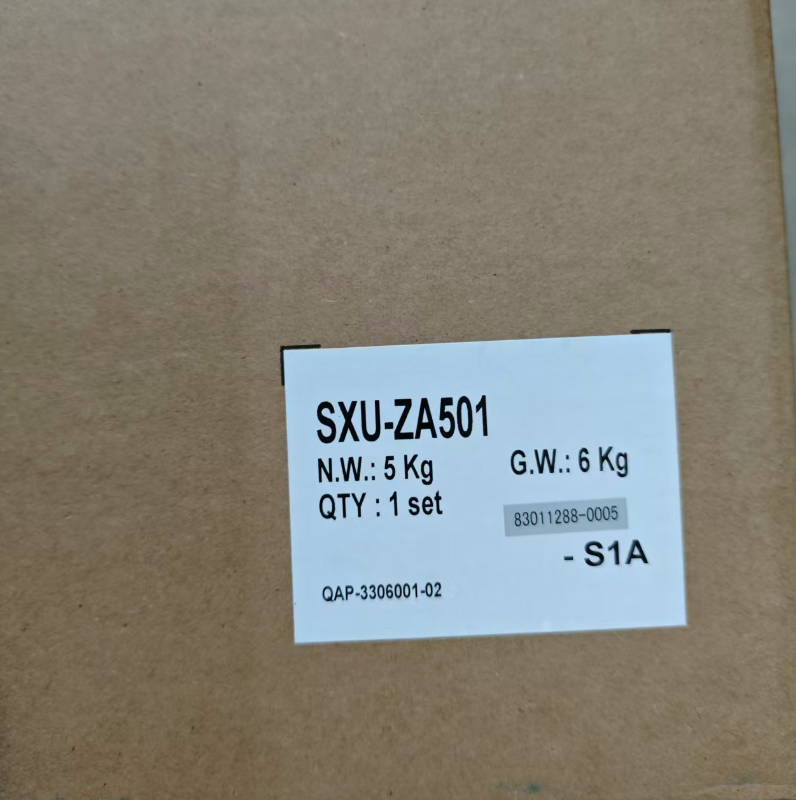 SXU-ZA501
N.W.: 5 Kg G.W.: 6 Kg
QTY : 1 set
83011288-0005
- S1A
QAP-3306001-02